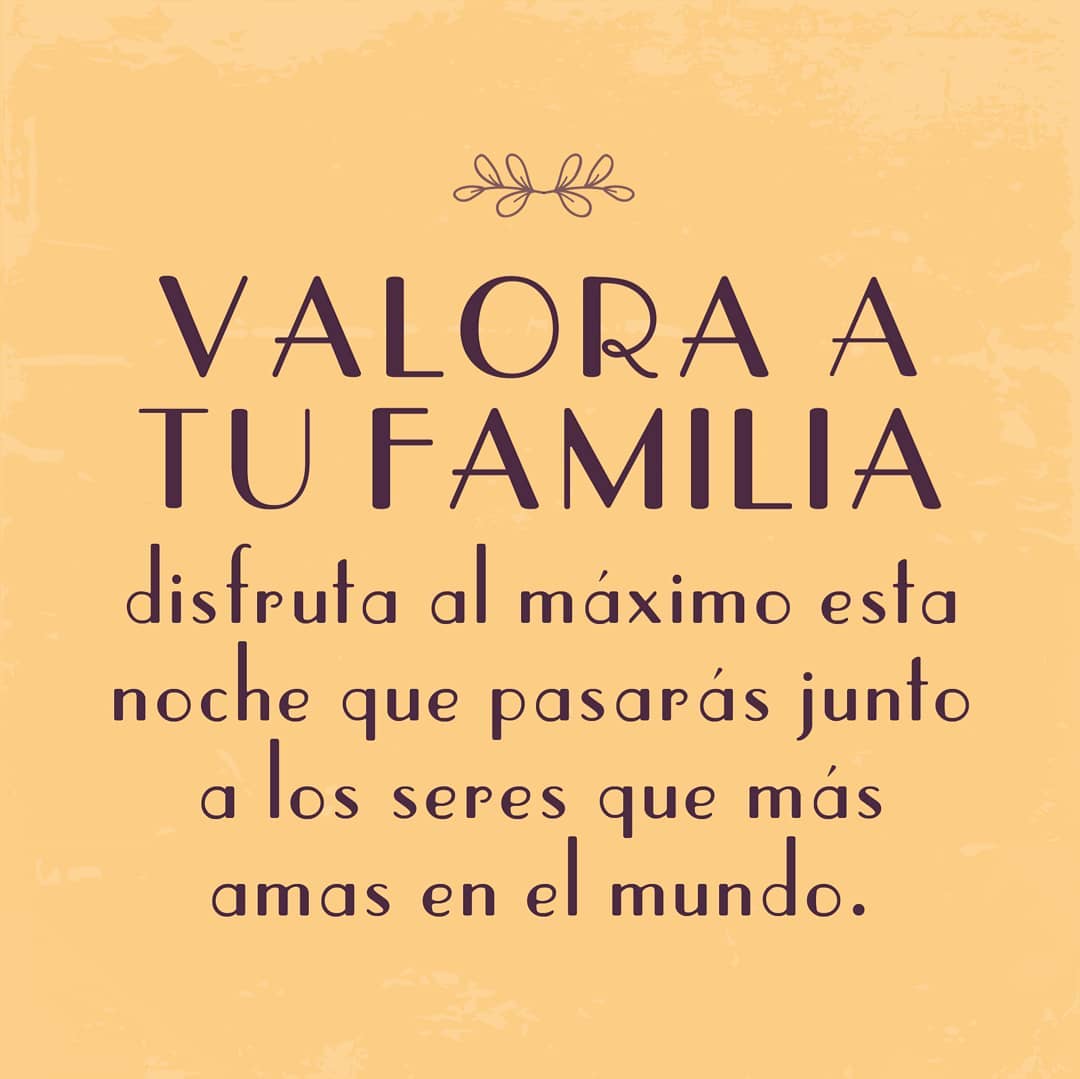 VALORA A
TU FAMILIA
disfruta al máximo esta
noche que pasarás junto
a los seres que más
amas en el mundo.